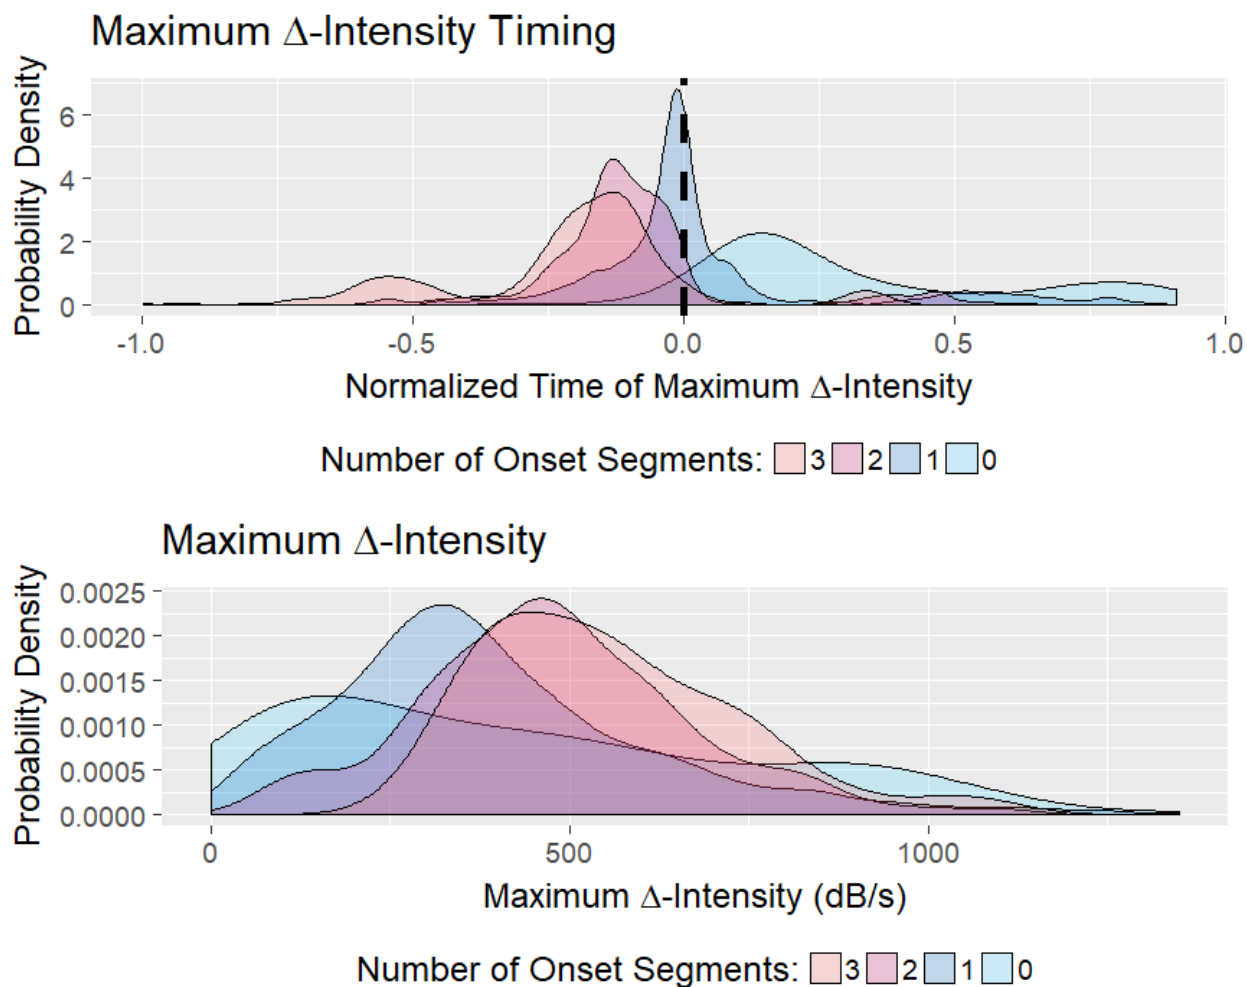 Maximum Δ-Intensity Timing
Probability Density
6
4
2
0
-1.0 -0.5 0.0 0.5 1.0
Normalized Time of Maximum Δ-Intensity
Number of Onset Segments: 3 2 1 0
Maximum Δ-Intensity
Probability Density
0.0025
0.0020
0.0015
0.0010
0.0005
0.0000
0 500 1000
Maximum Δ-Intensity (dB/s)
Number of Onset Segments: 3 2 1 0